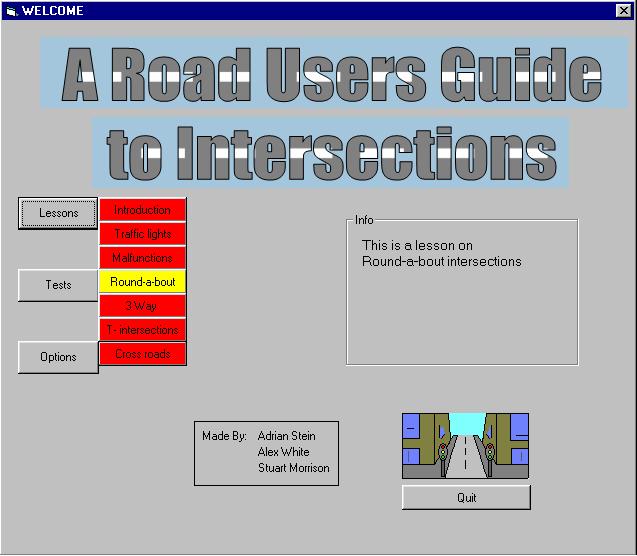 WELCOME
A Road Users Guide
to Intersections
Lessons
Introduction
Traffic lights
Malfunctions
Tests
Round-a-bout
3 Way
T- intersections
Options
Cross roads
Info
This is a lesson on
Round-a-bout intersections
Made By: Adrian Stein
Alex White
Stuart Morrison
Quit